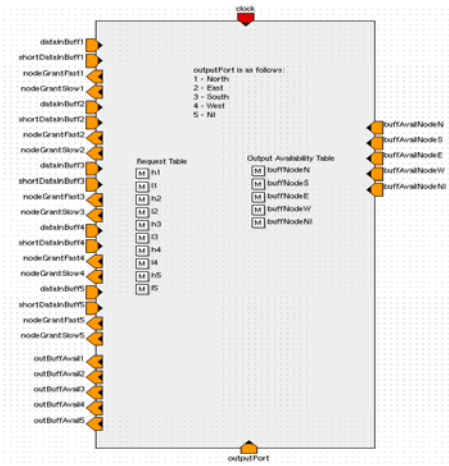 clock
dataInBuff1
shortDataInBuff1
nodeGrantFast1
nodeGrantSlow1
dataInBuff2
shortDataInBuff2
nodeGrantFast2
nodeGrantSlow2
dataInBuff3
shortDataInBuff3
nodeGrantFast3
nodeGrantSlow3
dataInBuff4
shortDataInBuff4
nodeGrantFast4
nodeGrantSlow4
dataInBuff5
shortDataInBuff5
nodeGrantFast5
nodeGrantSlow5
outBuffAvail1
outBuffAvail2
outBuffAvail3
outBuffAvail4
outBuffAvail5
outputPort is as follows:
1 - North
2 - East
3 - South
4 - West
5 - NI
Request Table
M h1
M l1
M h2
M l2
M h3
M l3
M h4
M l4
M h5
M l5
Output Availability Table
M buffNodeN
M buffNodeS
M buffNodeE
M buffNodeW
M buffNodeNI
buffAvailNodeN
buffAvailNodeS
buffAvailNodeE
buffAvailNodeW
buffAvailNodeNI
outputPort